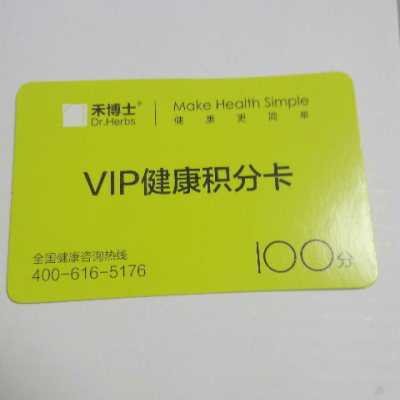 禾博士® Make Health Simple
Dr.Herbs 健康更简单
VIP健康积分卡
全国健康咨询热线
400-616-5176 100分